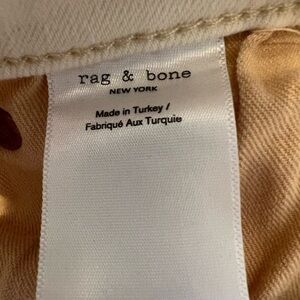 rag & bone
NEW YORK
Made in Turkey /
Fabriqué Aux Turquie